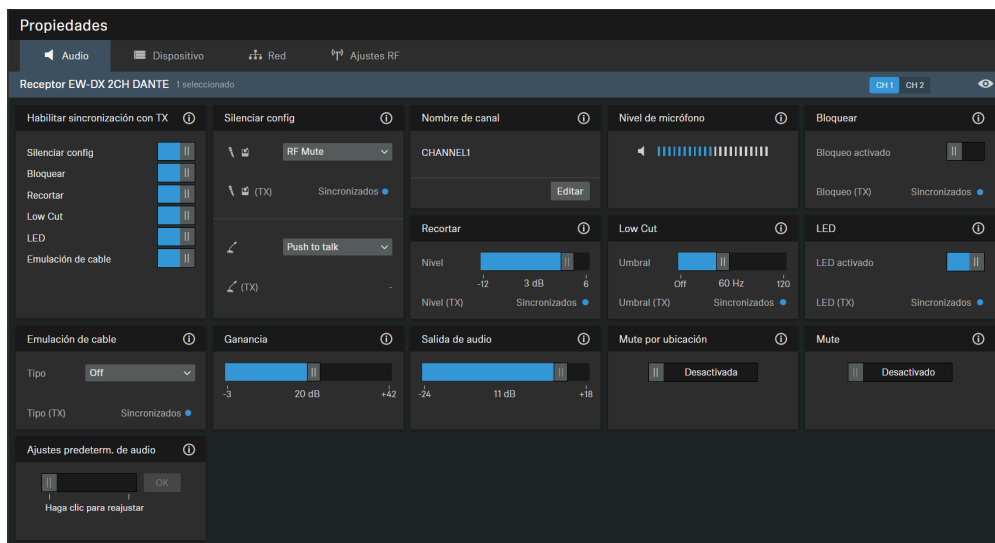 Propiedades
Audio
Dispositivo
Red
Ajustes RF
Receptor EW-DX 2CH DANTE 1 seleccionado
CH 1
CH 2
Habilitar sincronización con TX
Silenciar config
Bloquear
Recortar
Low Cut
LED
Emulación de cable
Silenciar config
RF Mute
(TX) Sincronizados
Push to talk
(TX) -
Nombre de canal
CHANNEL1
Editar
Nivel de micrófono
Bloquear
Bloqueo activado
Bloqueo (TX) Sincronizados
Recortar
Nivel
-12 3 dB 6
Nivel (TX) Sincronizados
Low Cut
Umbral
Off 60 Hz 120
Umbral (TX) Sincronizados
LED
LED activado
LED (TX) Sincronizados
Emulación de cable
Tipo Off
Tipo (TX) Sincronizados
Ganancia
-3 20 dB +42
Salida de audio
-24 11 dB +18
Mute por ubicación
Desactivada
Mute
Desactivado
Ajustes predeterm. de audio
OK
Haga clic para reajustar